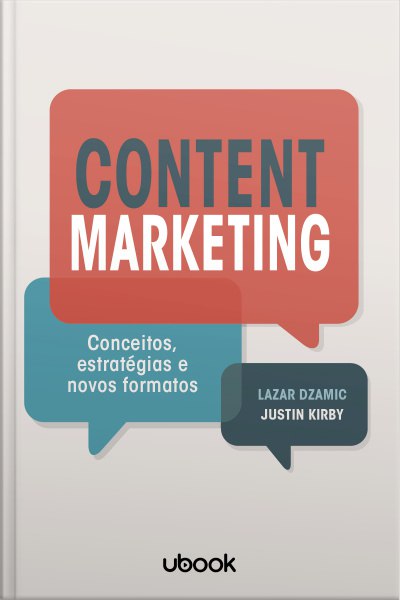 CONTENT
MARKETING
Conceitos,
estratégias e
novos formatos
LAZAR DZAMIC
JUSTIN KIRBY
ubook